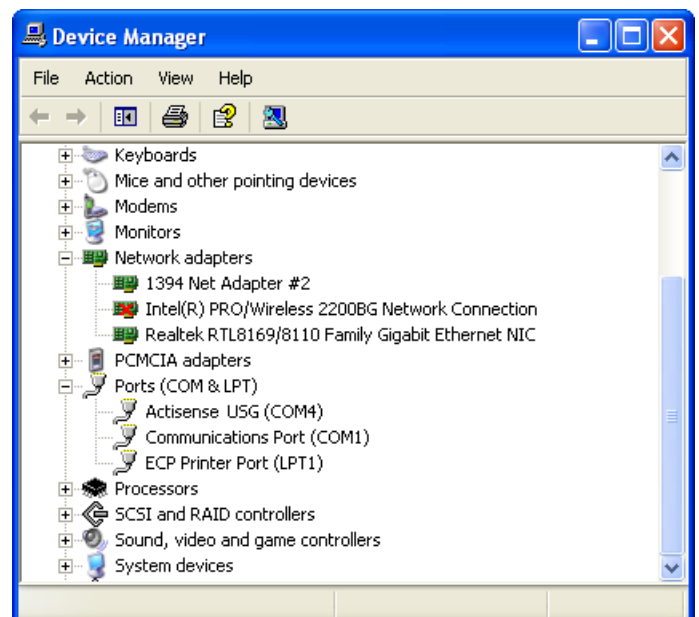 Device Manager
File Action View Help
Keyboards
Mice and other pointing devices
Modems
Monitors
Network adapters
1394 Net Adapter #2
Intel(R) PRO/Wireless 2200BG Network Connection
Realtek RTL8169/8110 Family Gigabit Ethernet NIC
PCMCIA adapters
Ports (COM & LPT)
Actisense USG (COM4)
Communications Port (COM1)
ECP Printer Port (LPT1)
Processors
SCSI and RAID controllers
Sound, video and game controllers
System devices